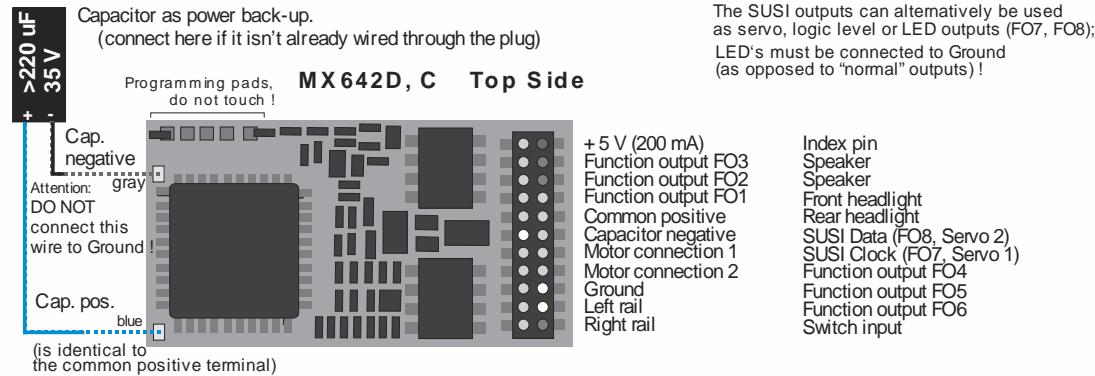 Capacitor as power back-up.
(connect here if it isn't already wired through the plug)
>220 uF
35 V
+ -
The SUSI outputs can alternatively be used
as servo, logic level or LED outputs (FO7, FO8);
LED's must be connected to Ground
(as opposed to "normal" outputs) !
Programming pads,
do not touch !
MX642D, C Top Side
Cap.
negative
gray
Attention:
DO NOT
connect this
wire to Ground !
Cap. pos.
blue
(is identical to
the common positive terminal)
+ 5 V (200 mA)
Function output FO3
Function output FO2
Function output FO1
Common positive
Capacitor negative
Motor connection 1
Motor connection 2
Ground
Left rail
Right rail
Index pin
Speaker
Speaker
Front headlight
Rear headlight
SUSI Data (FO8, Servo 2)
SUSI Clock (FO7, Servo 1)
Function output FO4
Function output FO5
Function output FO6
Switch input